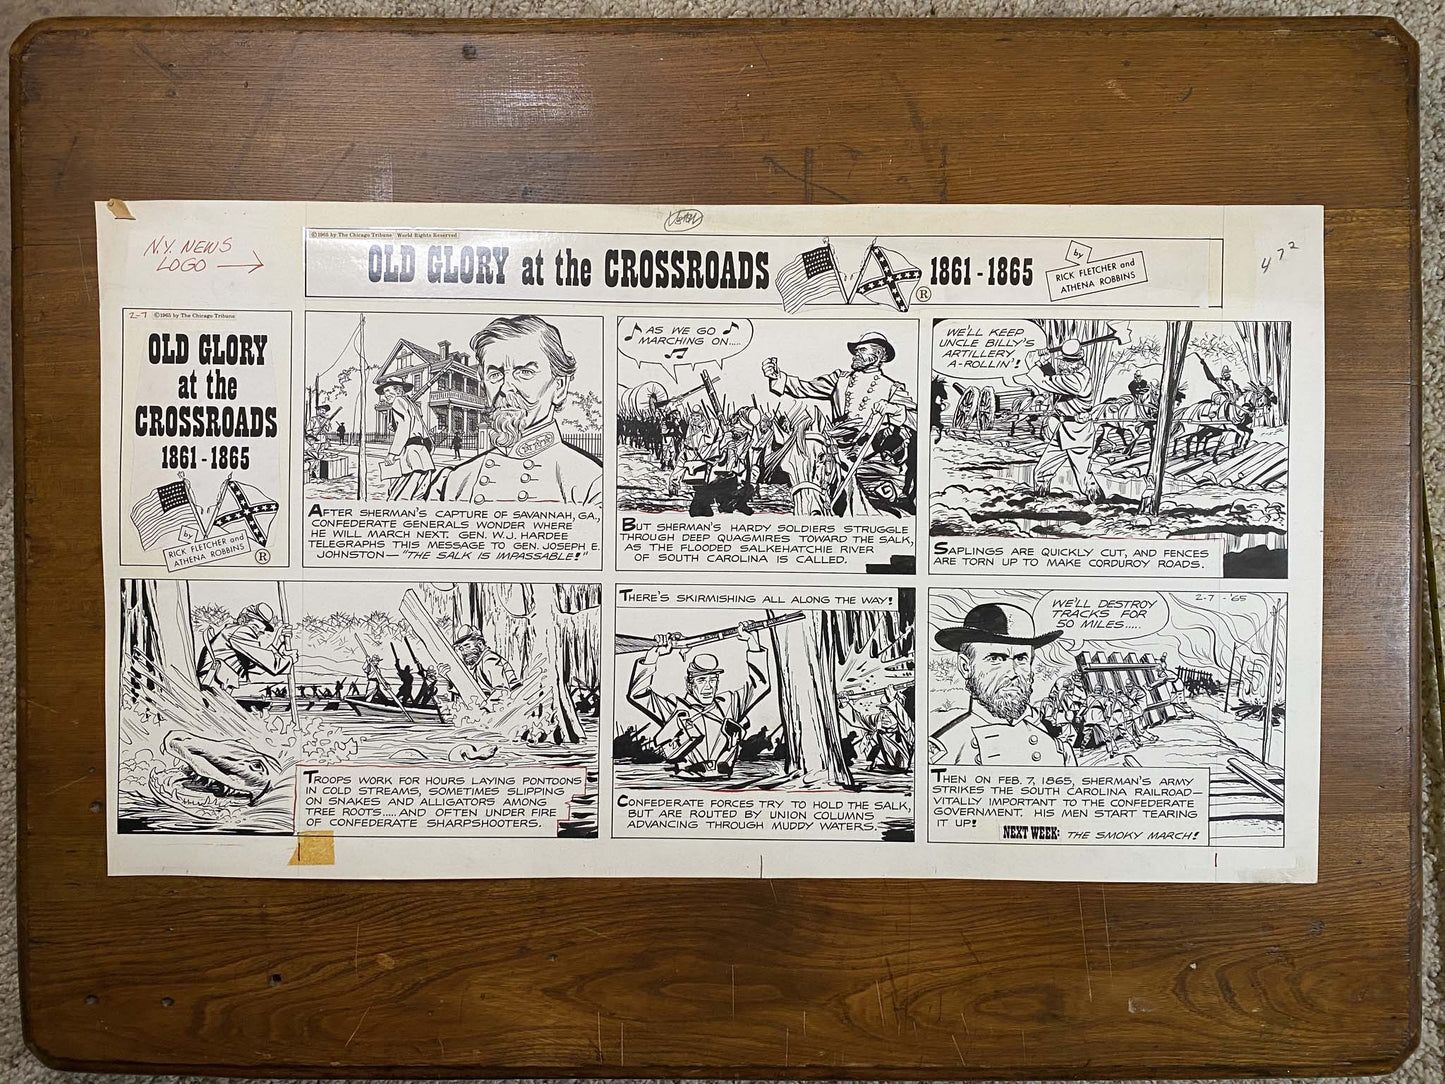 N.Y. NEWS
LOGO →
©1965 by The Chicago Tribune World Rights Reserved
OLD GLORY at the CROSSROADS
® 1861-1865
by
RICK FLETCHER and
ATHENA ROBBINS
472
2-7 ©1965 by The Chicago Tribune
OLD GLORY
at the
CROSSROADS
1861-1865
by
RICK FLETCHER and
ATHENA ROBBINS
®
AFTER SHERMAN'S CAPTURE OF SAVANNAH, GA.,
CONFEDERATE GENERALS WONDER WHERE
HE WILL MARCH NEXT. GEN. W.J. HARDEE
TELEGRAPHS THIS MESSAGE TO GEN. JOSEPH E.
JOHNSTON—"THE SALK IS IMPASSABLE!"
♪ AS WE GO ♪
MARCHING ON.....
♫
BUT SHERMAN'S HARDY SOLDIERS STRUGGLE
THROUGH DEEP QUAGMIRES TOWARD THE SALK,
AS THE FLOODED SALKEHATCHIE RIVER
OF SOUTH CAROLINA IS CALLED.
WE'LL KEEP
UNCLE BILLY'S
ARTILLERY
A-ROLLIN'!
SAPLINGS ARE QUICKLY CUT, AND FENCES
ARE TORN UP TO MAKE CORDUROY ROADS.
TROOPS WORK FOR HOURS LAYING PONTOONS
IN COLD STREAMS, SOMETIMES SLIPPING
ON SNAKES AND ALLIGATORS AMONG
TREE ROOTS.....AND OFTEN UNDER FIRE
OF CONFEDERATE SHARPSHOOTERS.
THERE'S SKIRMISHING ALL ALONG THE WAY!
CONFEDERATE FORCES TRY TO HOLD THE SALK,
BUT ARE ROUTED BY UNION COLUMNS
ADVANCING THROUGH MUDDY WATERS.
WE'LL DESTROY
TRACKS FOR
50 MILES.....
2-7-'65
THEN ON FEB. 7, 1865, SHERMAN'S ARMY
STRIKES THE SOUTH CAROLINA RAILROAD—
VITALLY IMPORTANT TO THE CONFEDERATE
GOVERNMENT. HIS MEN START TEARING
IT UP!
NEXT WEEK: THE SMOKY MARCH!